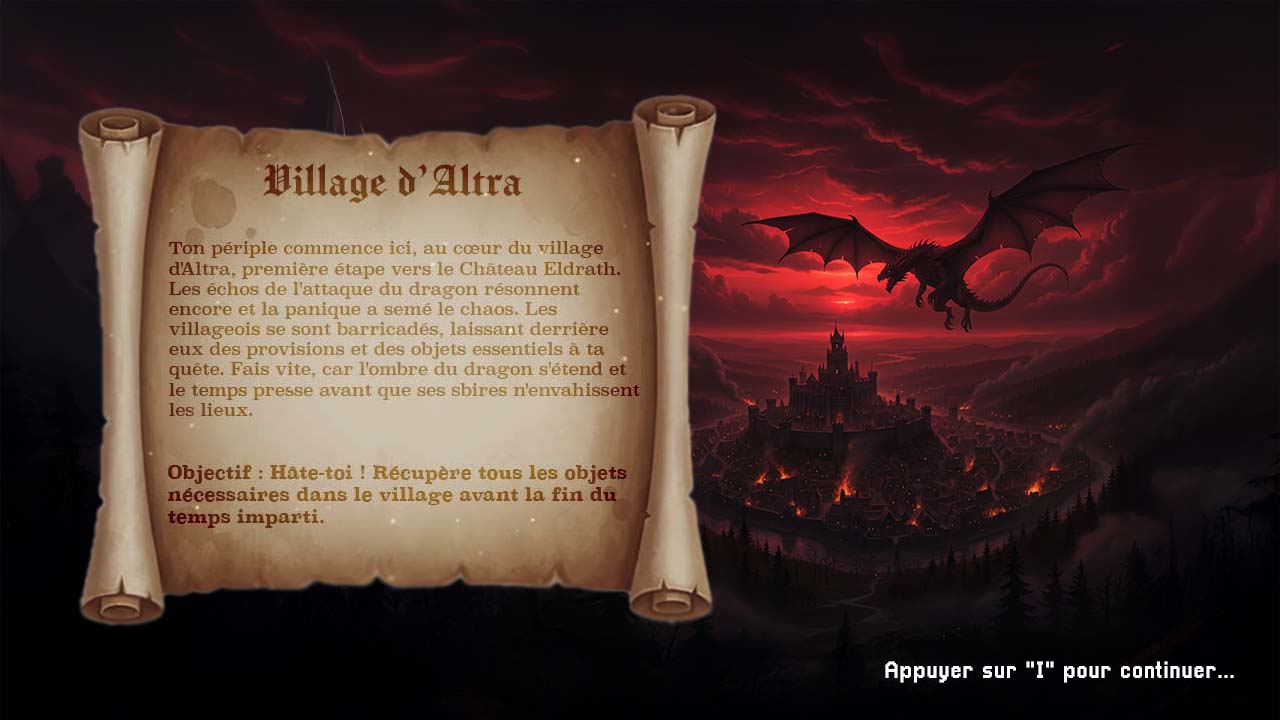 Village d'Altra
Ton périple commence ici, au cœur du village
d'Altra, première étape vers le Château Eldrath.
Les échos de l'attaque du dragon résonnent
encore et la panique a semé le chaos. Les
villageois se sont barricadés, laissant derrière
eux des provisions et des objets essentiels à ta
quête. Fais vite, car l'ombre du dragon s'étend et
le temps presse avant que ses sbires n'envahissent
les lieux.
Objectif : Hâte-toi ! Récupère tous les objets
nécessaires dans le village avant la fin du
temps imparti.
Appuyer sur "I" pour continuer...